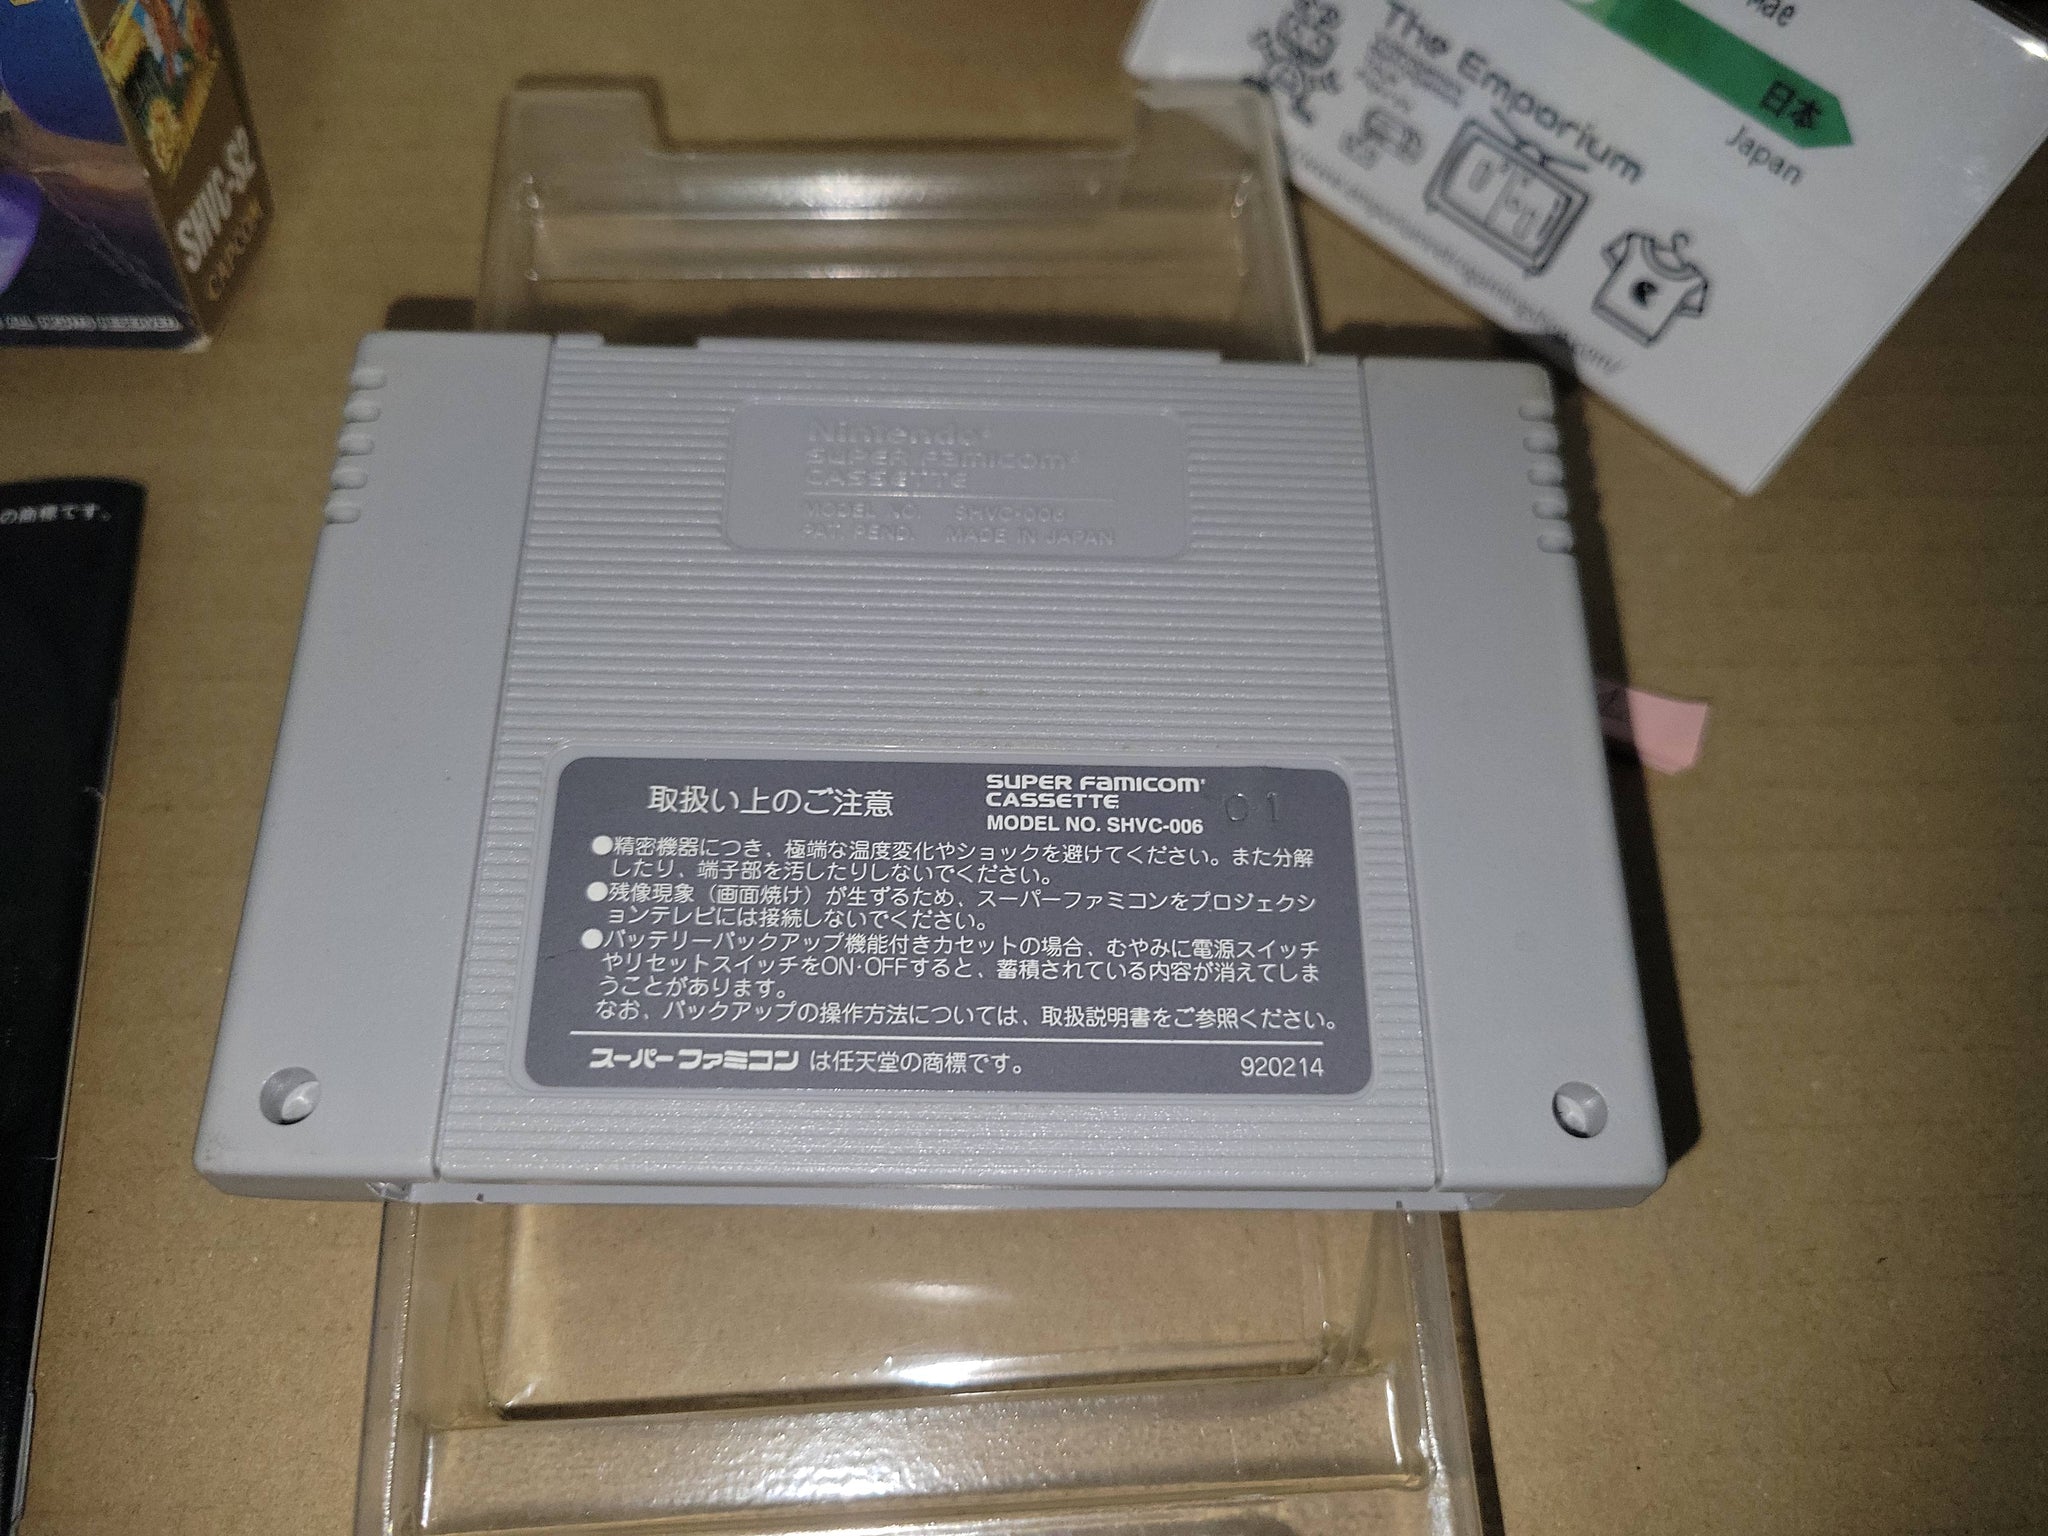 Mae
日本
Japan
The Emporium
SHVC-S2
CAPCOM
ALL RIGHTS RESERVED
の商標です。
Nintendo
SUPER Famicom
CASSETTE
MODEL NO. SHVC-006
PAT. PEND. MADE IN JAPAN
取扱い上のご注意
SUPER Famicom
CASSETTE
MODEL NO. SHVC-006
01
●精密機器につき、極端な温度変化やショックを避けてください。また分解
したり、端子部を汚したりしないでください。
●残像現象（画面焼け）が生ずるため、スーパーファミコンをプロジェクシ
ョンテレビには接続しないでください。
●バッテリーバックアップ機能付きカセットの場合、むやみに電源スイッチ
やリセットスイッチをON·OFFすると、蓄積されている内容が消えてしま
うことがあります。
なお、バックアップの操作方法については、取扱説明書をご参照ください。
スーパーファミコンは任天堂の商標です。
920214